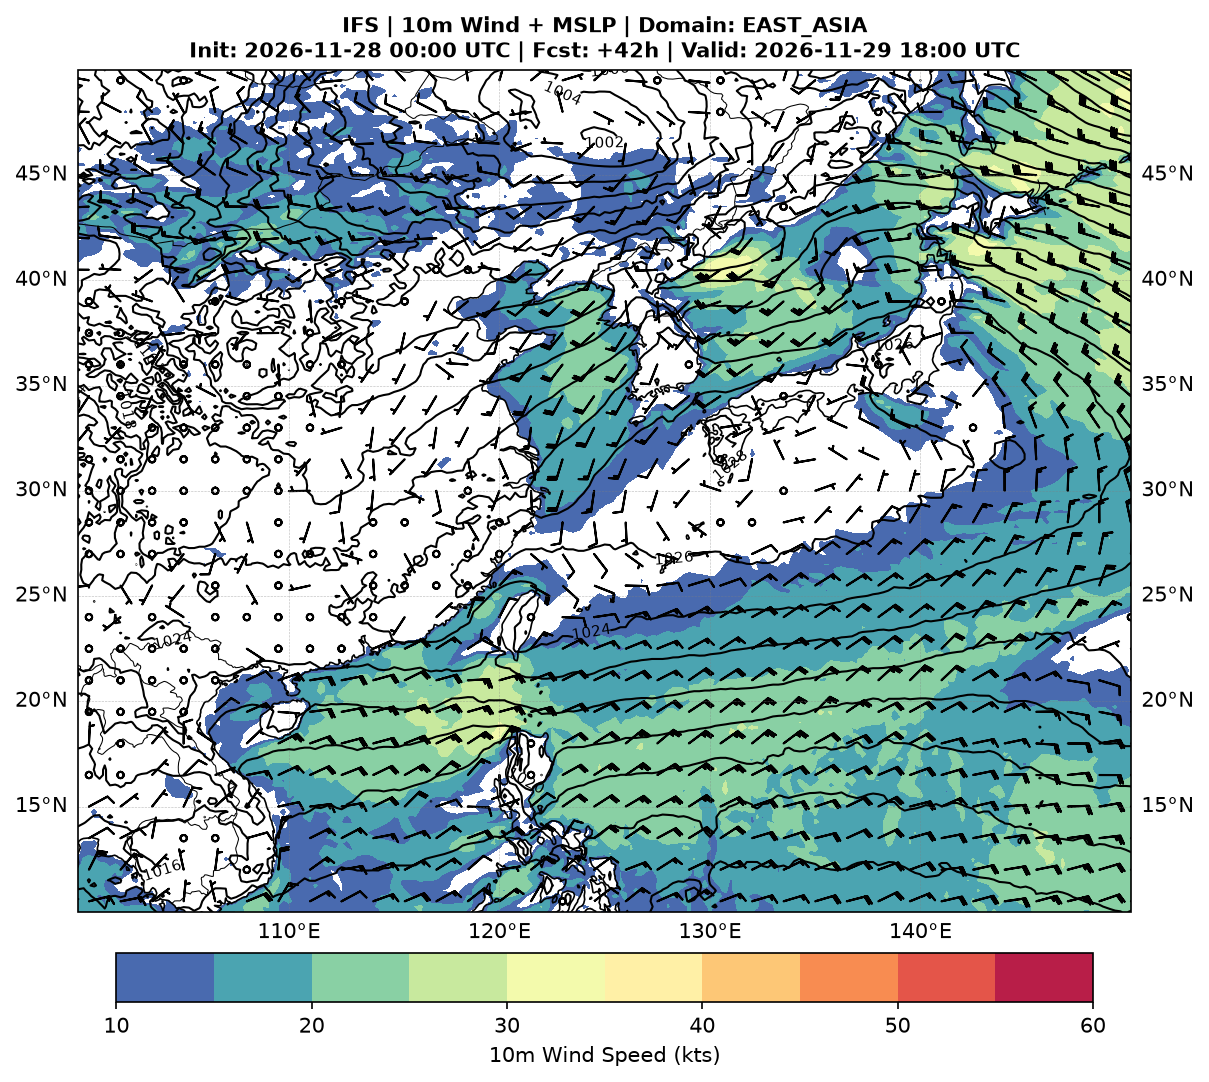 IFS | 10m Wind + MSLP | Domain: EAST_ASIA
Init: 2026-11-28 00:00 UTC | Fcst: +42h | Valid: 2026-11-29 18:00 UTC
1004
1002
45°N
45°N
40°N
40°N
1026
35°N
35°N
1028
30°N
30°N
1026
25°N
25°N
1024
1024
20°N
20°N
15°N
15°N
1016
110°E
120°E
130°E
140°E
10
20
30
40
50
60
10m Wind Speed (kts)